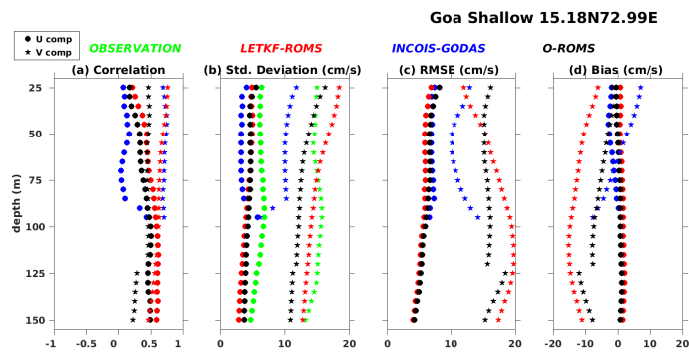 Goa Shallow 15.18N72.99E
U comp
V comp
OBSERVATION LETKF-ROMS INCOIS-G0DAS O-ROMS
(a) Correlation (b) Std. Deviation (cm/s) (c) RMSE (cm/s) (d) Bias (cm/s)
depth (m)
25
50
75
100
125
150
-1 -0.5 0 0.5 1
0 10 20
0 10 20
-20 -10 0 10 20